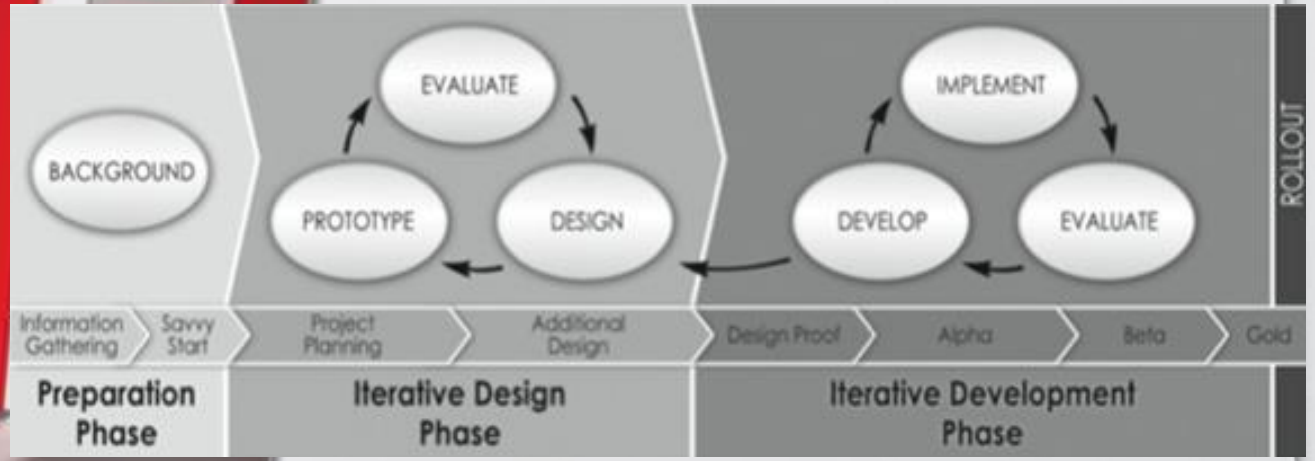 EVALUATE
IMPLEMENT
BACKGROUND
PROTOTYPE
DESIGN
DEVELOP
EVALUATE
ROLLOUT
Information
Gathering
Savvy
Start
Project
Planning
Additional
Design
Design Proof
Alpha
Beta
Gold
Preparation
Phase
Iterative Design
Phase
Iterative Development
Phase